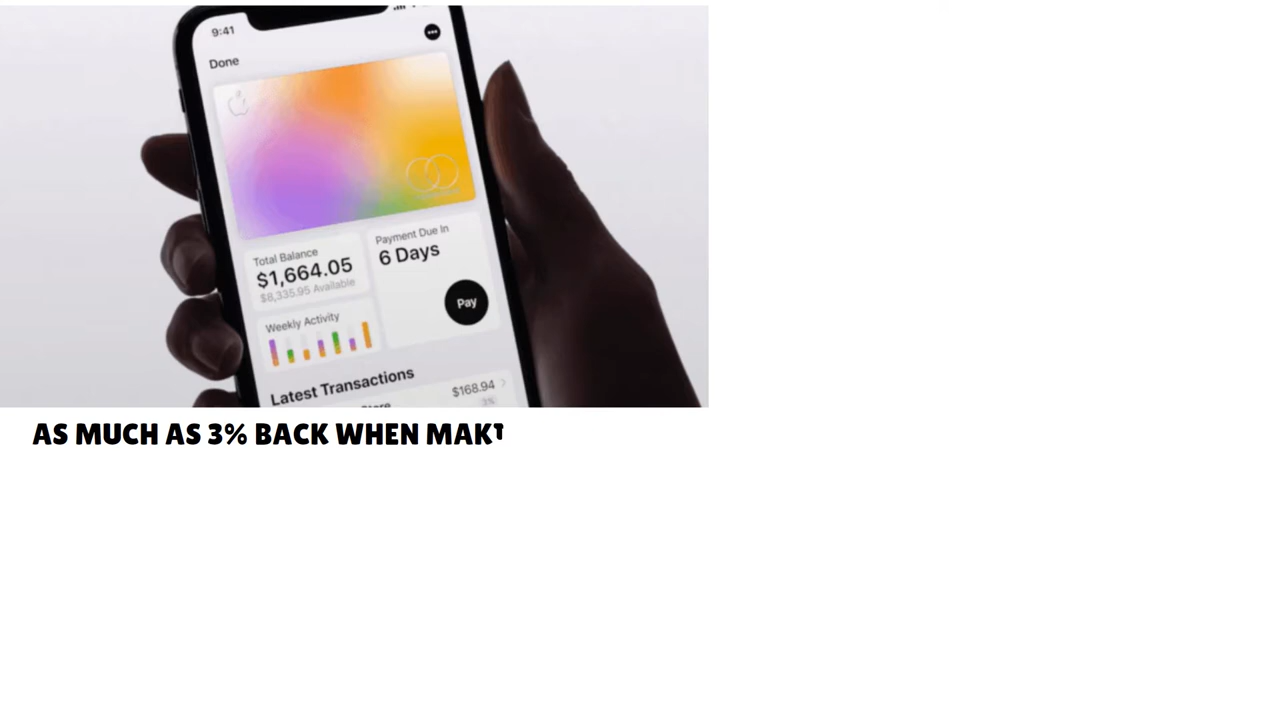 9:41
Done
Total Balance
$1,664.05
$8,335.95 Available
Payment Due In
6 Days
Pay
Weekly Activity
Latest Transactions
$168.94
3%
AS MUCH AS 3% BACK WHEN